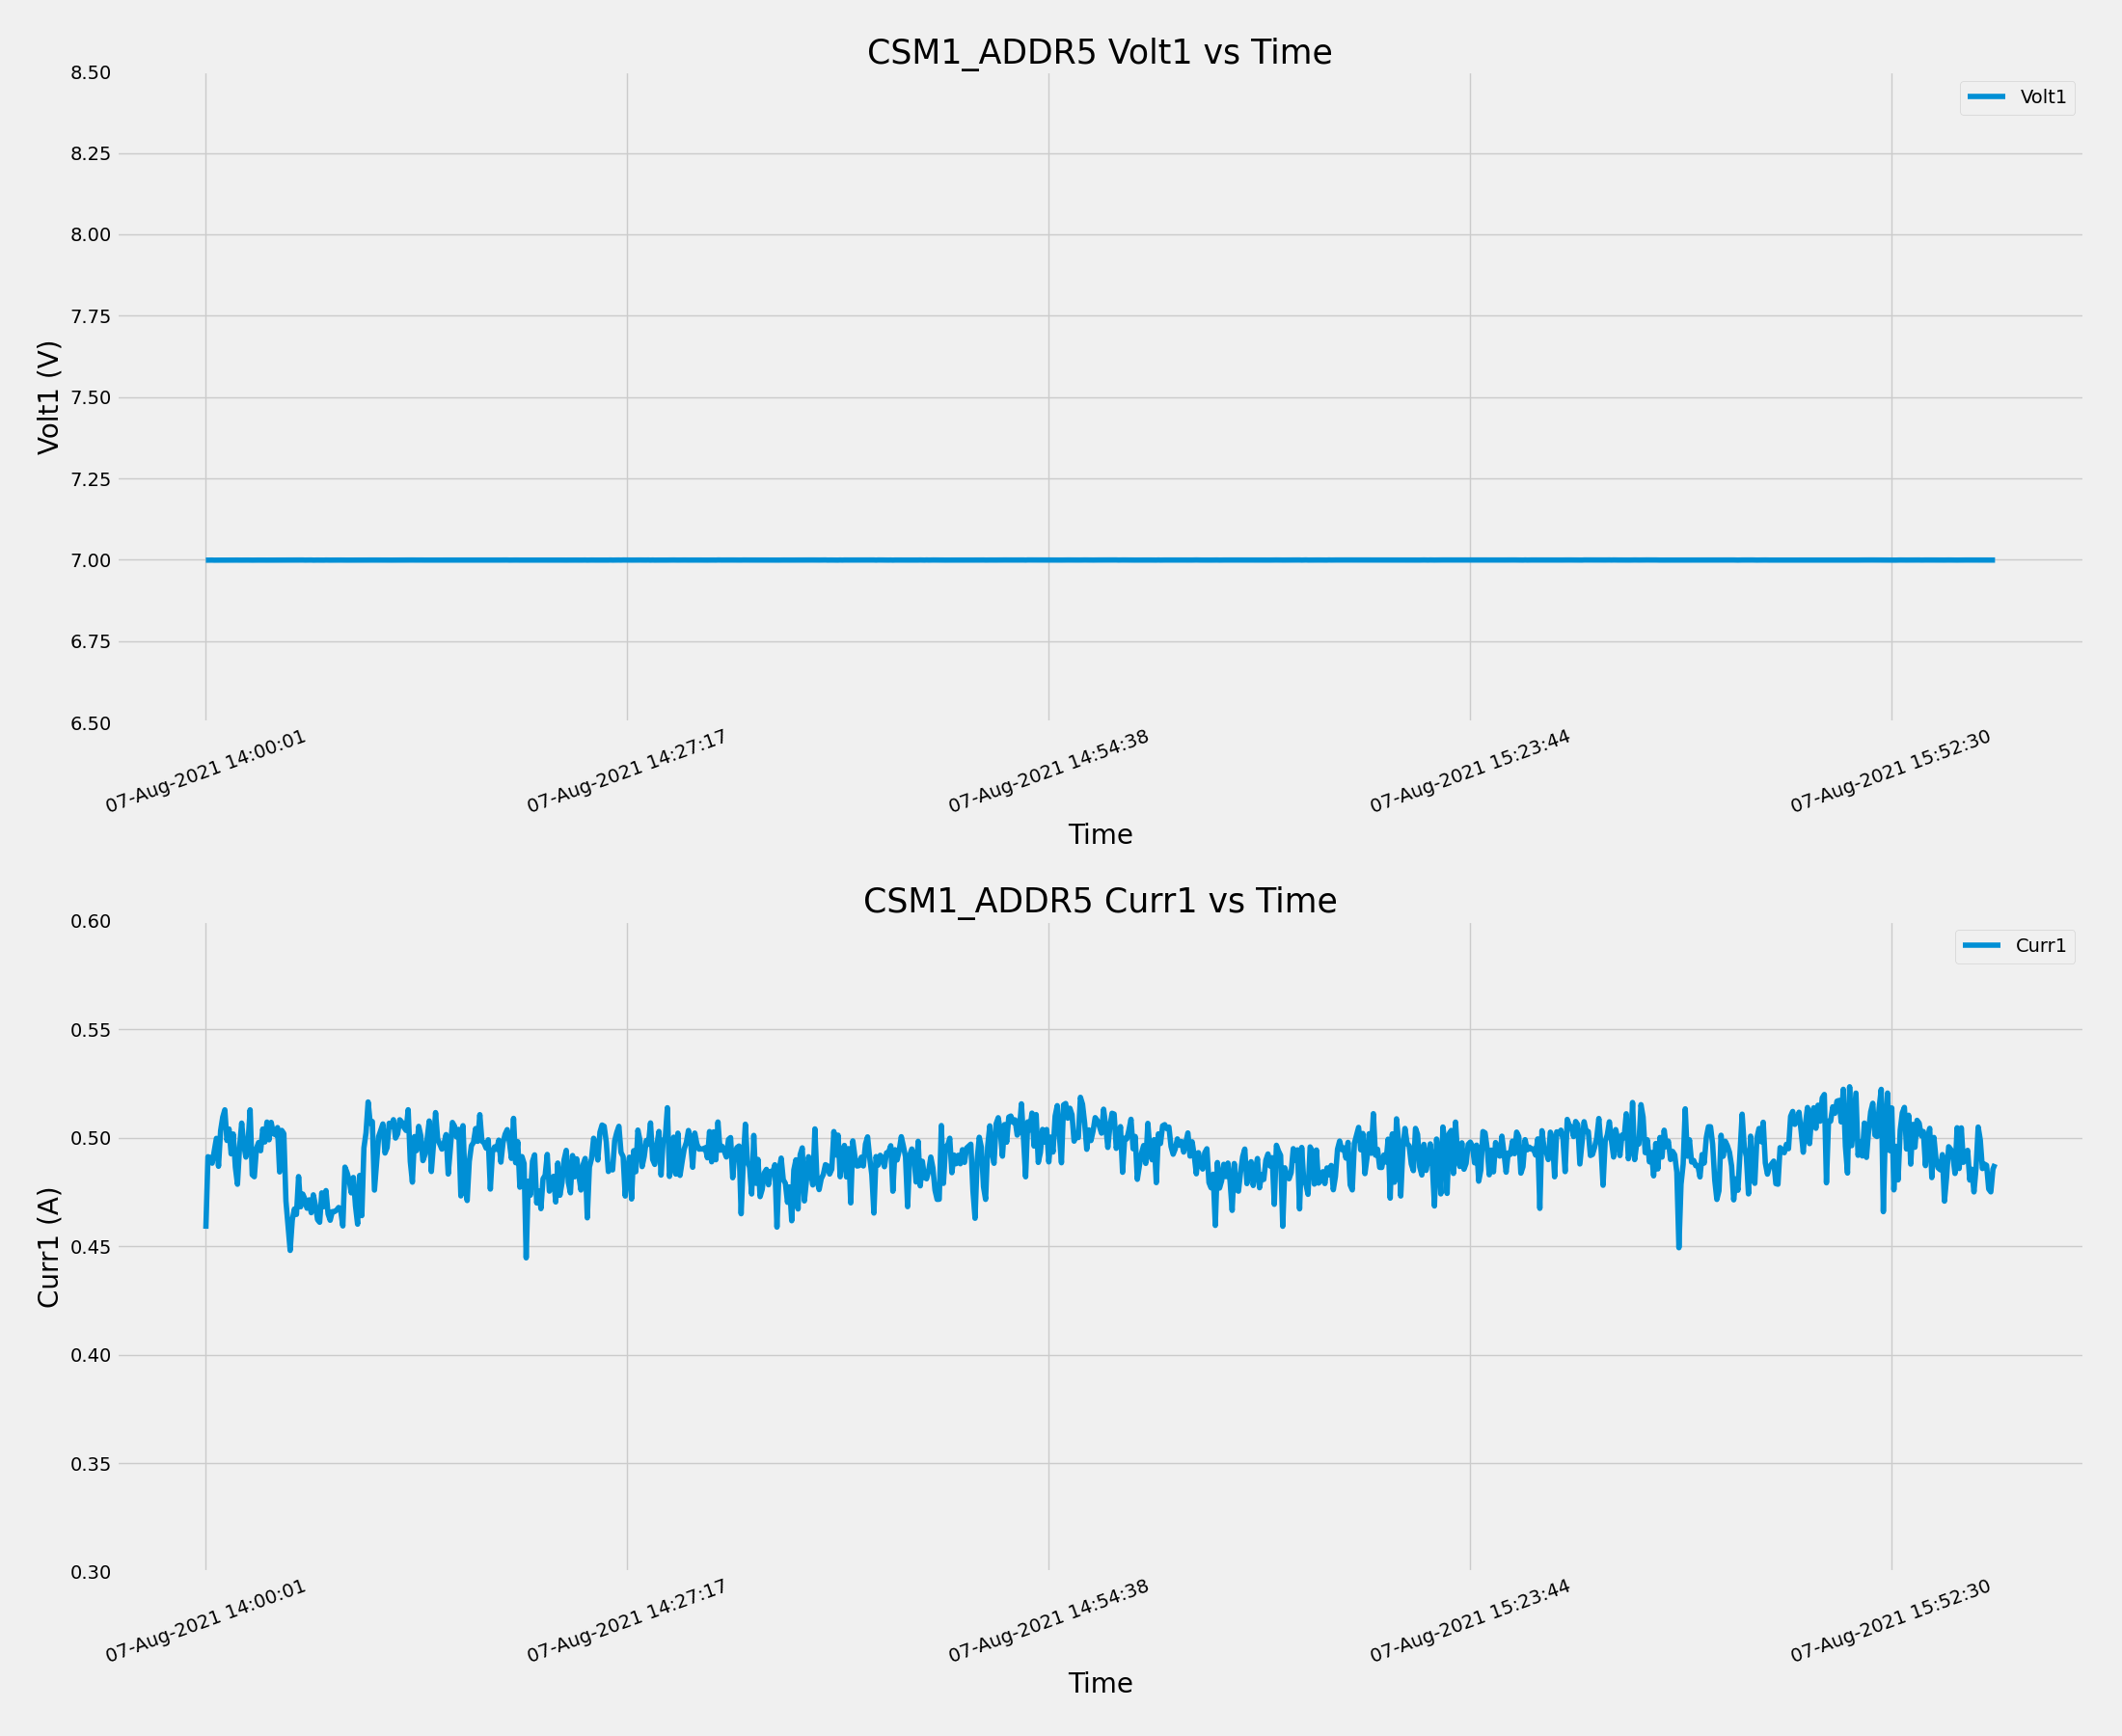 CSM1_ADDR5 Volt1 vs Time
8.50
Volt1
8.25
8.00
7.75
7.50
Volt1 (V)
7.25
7.00
6.75
6.50
07-Aug-2021 14:00:01
07-Aug-2021 14:27:17
07-Aug-2021 14:54:38
07-Aug-2021 15:23:44
07-Aug-2021 15:52:30
Time
CSM1_ADDR5 Curr1 vs Time
0.60
Curr1
0.55
0.50
0.45
Curr1 (A)
0.40
0.35
0.30
07-Aug-2021 14:00:01
07-Aug-2021 14:27:17
07-Aug-2021 14:54:38
07-Aug-2021 15:23:44
07-Aug-2021 15:52:30
Time